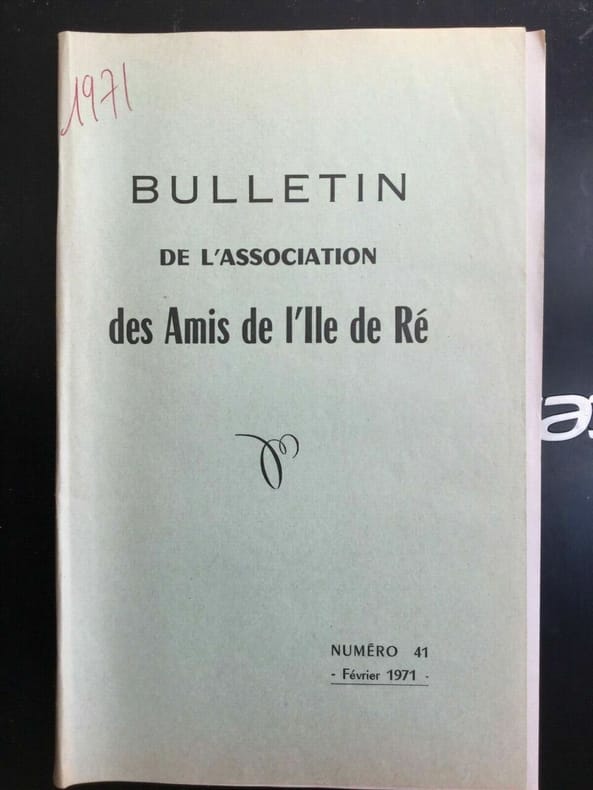 1971
BULLETIN
DE L'ASSOCIATION
des Amis de l'Ile de Ré
NUMÉRO 41
- Février 1971 -